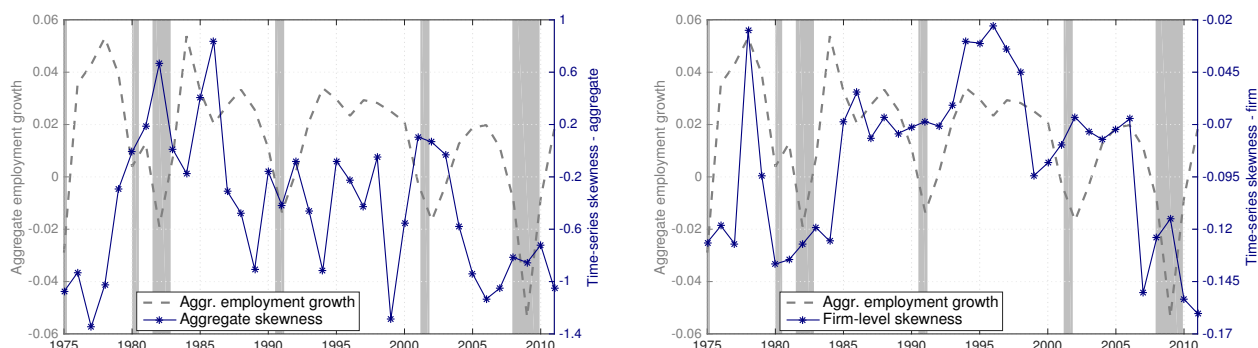 0.06
0.04
0.02
0
-0.02
-0.04
-0.06
Aggregate employment growth
1
0.6
0.2
-0.2
-0.6
-1
-1.4
Time-series skewness - aggregate
Aggr. employment growth
Aggregate skewness
1975 1980 1985 1990 1995 2000 2005 2010
0.06
0.04
0.02
0
-0.02
-0.04
-0.06
Aggregate employment growth
-0.02
-0.045
-0.07
-0.095
-0.12
-0.145
-0.17
Time-series skewness - firm
Aggr. employment growth
Firm-level skewness
1975 1980 1985 1990 1995 2000 2005 2010